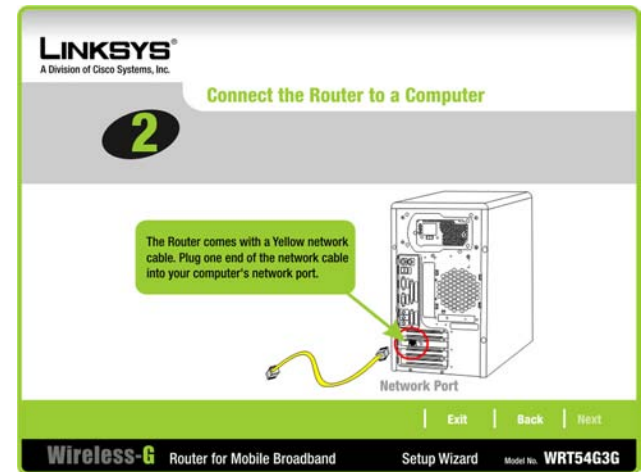 LINKSYS®
A Division of Cisco Systems, Inc.
Connect the Router to a Computer
2
The Router comes with a Yellow network
cable. Plug one end of the network cable
into your computer's network port.
Network Port
Exit Back Next
Wireless-G Router for Mobile Broadband Setup Wizard Model No. WRT54G3G